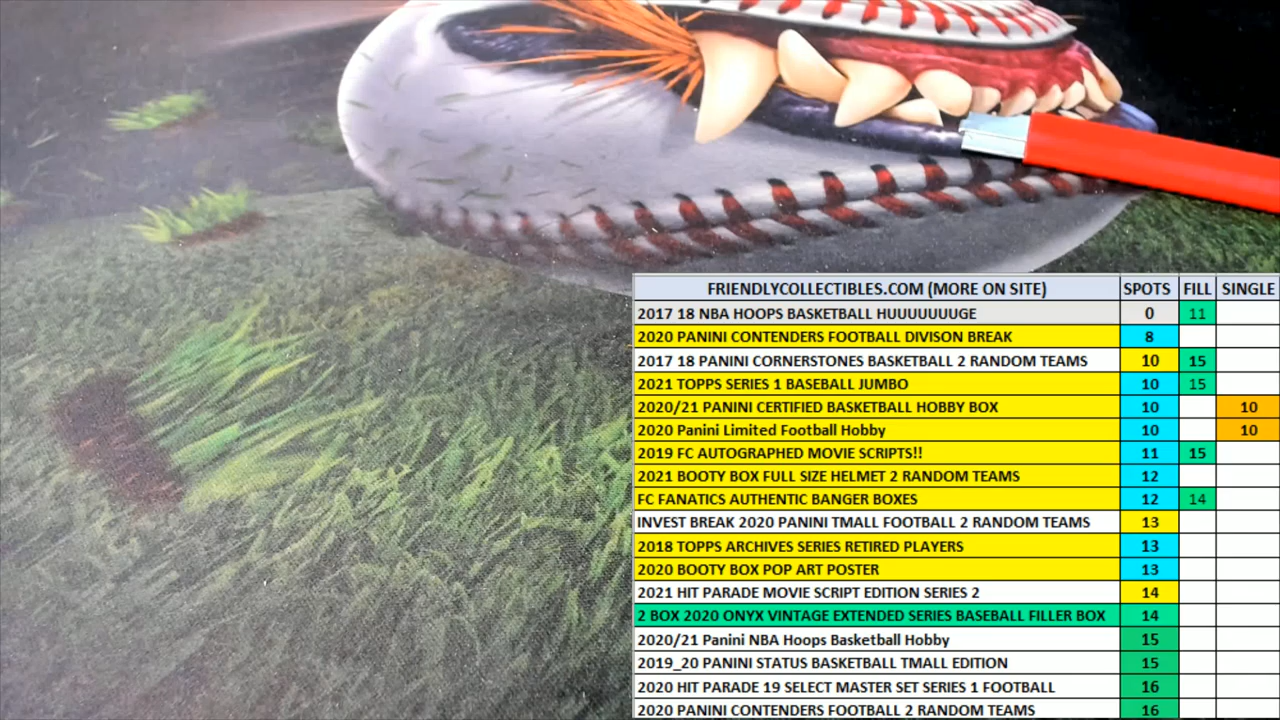 FRIENDLYCOLLECTIBLES.COM (MORE ON SITE) SPOTS FILL SINGLE
2017 18 NBA HOOPS BASKETBALL HUUUUUUUGE 0 11
2020 PANINI CONTENDERS FOOTBALL DIVISON BREAK 8
2017 18 PANINI CORNERSTONES BASKETBALL 2 RANDOM TEAMS 10 15
2021 TOPPS SERIES 1 BASEBALL JUMBO 10 15
2020/21 PANINI CERTIFIED BASKETBALL HOBBY BOX 10 10
2020 Panini Limited Football Hobby 10 10
2019 FC AUTOGRAPHED MOVIE SCRIPTS!! 11 15
2021 BOOTY BOX FULL SIZE HELMET 2 RANDOM TEAMS 12
FC FANATICS AUTHENTIC BANGER BOXES 12 14
INVEST BREAK 2020 PANINI TMALL FOOTBALL 2 RANDOM TEAMS 13
2018 TOPPS ARCHIVES SERIES RETIRED PLAYERS 13
2020 BOOTY BOX POP ART POSTER 13
2021 HIT PARADE MOVIE SCRIPT EDITION SERIES 2 14
2 BOX 2020 ONYX VINTAGE EXTENDED SERIES BASEBALL FILLER BOX 14
2020/21 Panini NBA Hoops Basketball Hobby 15
2019_20 PANINI STATUS BASKETBALL TMALL EDITION 15
2020 HIT PARADE 19 SELECT MASTER SET SERIES 1 FOOTBALL 16
2020 PANINI CONTENDERS FOOTBALL 2 RANDOM TEAMS 16